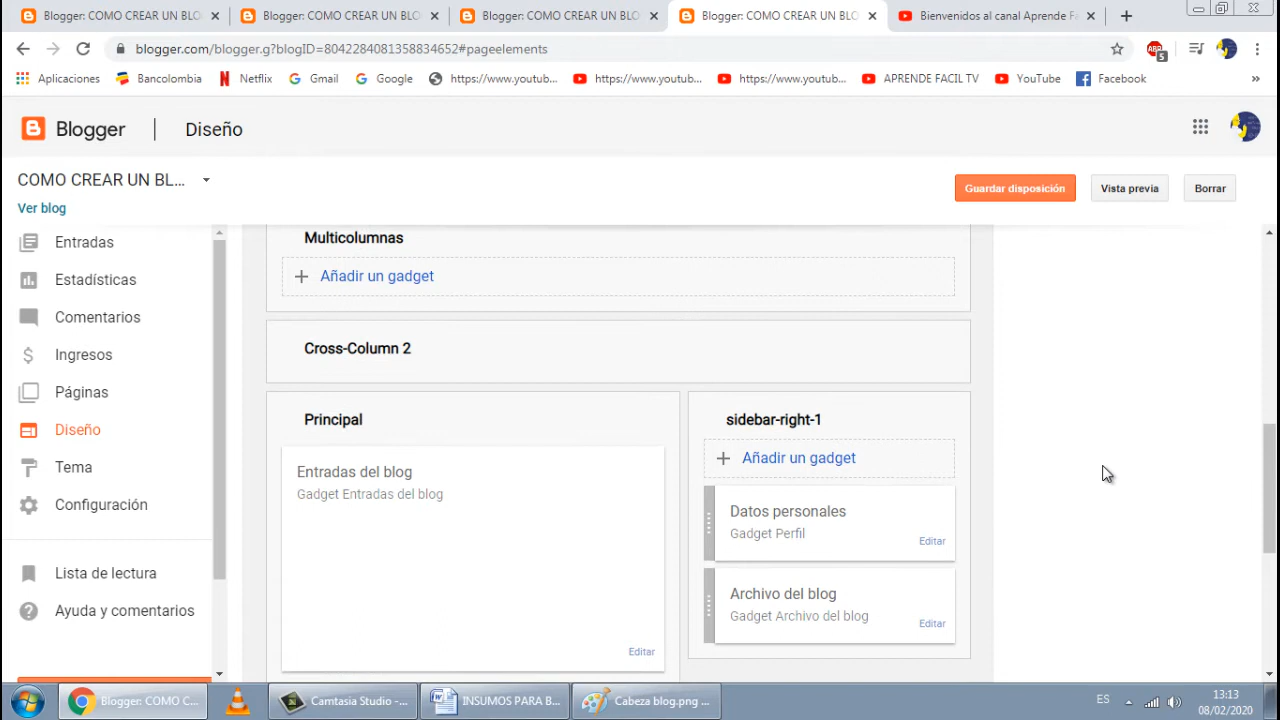 Blogger: COMO CREAR UN BLO
Blogger: COMO CREAR UN BLO
Blogger: COMO CREAR UN BLO
Blogger: COMO CREAR UN BLO
Bienvenidos al canal Aprende F
blogger.com/blogger.g?blogID=8042284081358834652#pageelements
ABP
5
Aplicaciones
Bancolombia
Netflix
Gmail
Google
https://www.youtub...
https://www.youtub...
https://www.youtub...
APRENDE FACIL TV
YouTube
Facebook
»
Blogger
Diseño
COMO CREAR UN BL...
Guardar disposición
Vista previa
Borrar
Ver blog
Entradas
Estadísticas
Comentarios
Ingresos
Páginas
Diseño
Tema
Configuración
Lista de lectura
Ayuda y comentarios
Multicolumnas
+ Añadir un gadget
Cross-Column 2
Principal
Entradas del blog
Gadget Entradas del blog
Editar
sidebar-right-1
+ Añadir un gadget
Datos personales
Gadget Perfil
Editar
Archivo del blog
Gadget Archivo del blog
Editar
Blogger: COMO C...
Camtasia Studio -...
INSUMOS PARA B...
Cabeza blog.png ...
ES
13:13
08/02/2020